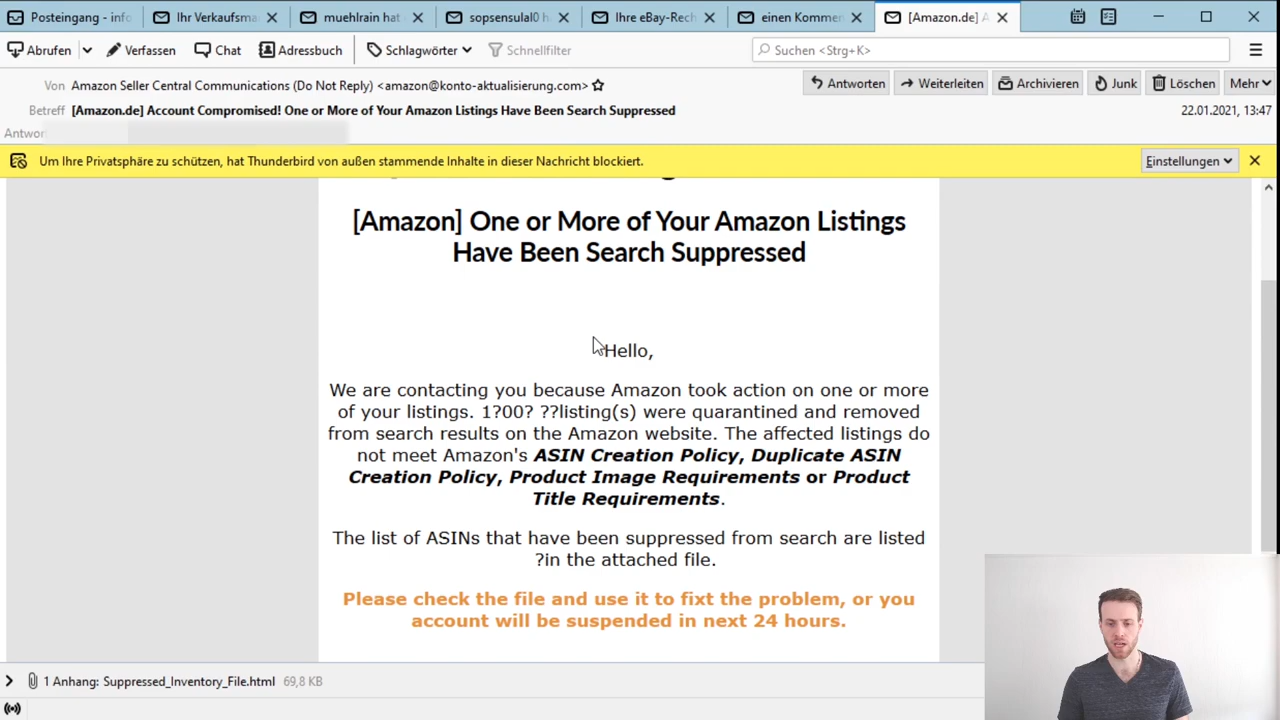 Posteingang - info
Ihr Verkaufsma
muehlrain hat
sopsensulal0 h
Ihre eBay-Rech
einen Kommen
[Amazon.de] A
Abrufen
Verfassen
Chat
Adressbuch
Schlagwörter
Schnellfilter
Suchen <Strg+K>
Von Amazon Seller Central Communications (Do Not Reply) <amazon@konto-aktualisierung.com>
Antworten
Weiterleiten
Archivieren
Junk
Löschen
Mehr
Betreff [Amazon.de] Account Compromised! One or More of Your Amazon Listings Have Been Search Suppressed
22.01.2021, 13:47
Antwor
Um Ihre Privatsphäre zu schützen, hat Thunderbird von außen stammende Inhalte in dieser Nachricht blockiert.
Einstellungen
[Amazon] One or More of Your Amazon Listings
Have Been Search Suppressed
Hello,
We are contacting you because Amazon took action on one or more
of your listings. 1?00? ??listing(s) were quarantined and removed
from search results on the Amazon website. The affected listings do
not meet Amazon's ASIN Creation Policy, Duplicate ASIN
Creation Policy, Product Image Requirements or Product
Title Requirements.
The list of ASINs that have been suppressed from search are listed
?in the attached file.
Please check the file and use it to fixt the problem, or you
account will be suspended in next 24 hours.
1 Anhang: Suppressed_Inventory_File.html 69,8 KB